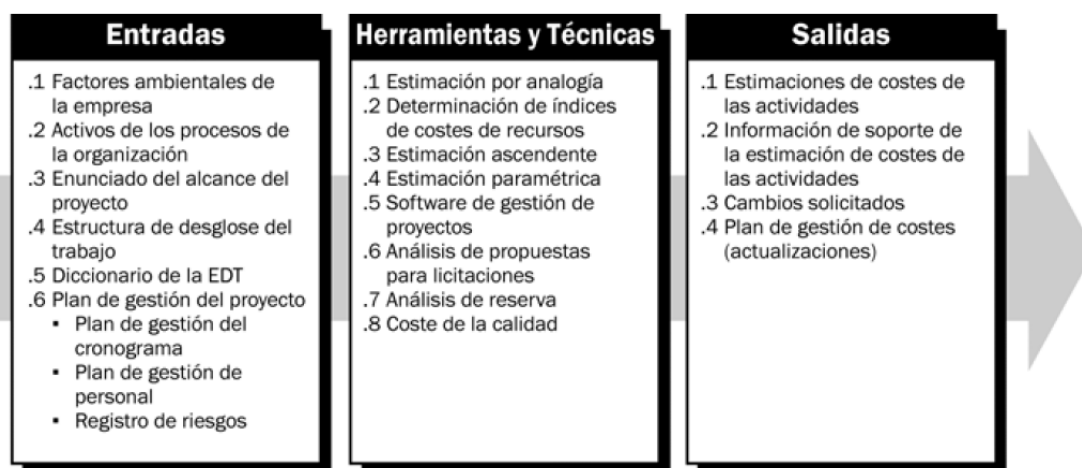 Entradas
.1 Factores ambientales de
la empresa
.2 Activos de los procesos de
la organización
.3 Enunciado del alcance del
proyecto
.4 Estructura de desglose del
trabajo
.5 Diccionario de la EDT
.6 Plan de gestión del proyecto
▪ Plan de gestión del
cronograma
▪ Plan de gestión de
personal
▪ Registro de riesgos
Herramientas y Técnicas
.1 Estimación por analogía
.2 Determinación de índices
de costes de recursos
.3 Estimación ascendente
.4 Estimación paramétrica
.5 Software de gestión de
proyectos
.6 Análisis de propuestas
para licitaciones
.7 Análisis de reserva
.8 Coste de la calidad
Salidas
.1 Estimaciones de costes de
las actividades
.2 Información de soporte de
la estimación de costes de
las actividades
.3 Cambios solicitados
.4 Plan de gestión de costes
(actualizaciones)